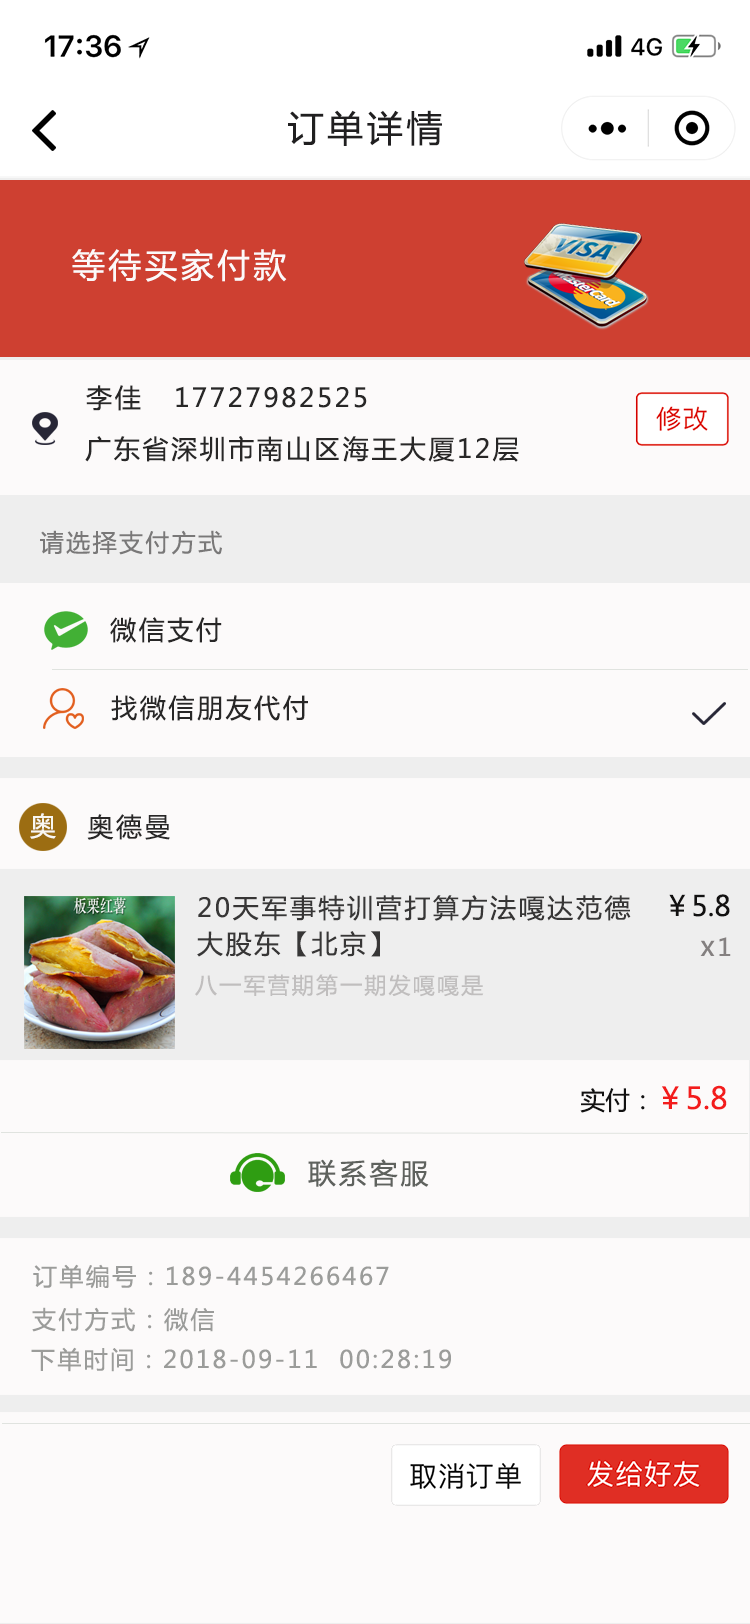 17:36
4G
订单详情
等待买家付款
VISA
MasterCard
李佳 17727982525
广东省深圳市南山区海王大厦12层
修改
请选择支付方式
微信支付
找微信朋友代付
奥 奥德曼
板栗红薯
20天军事特训营打算方法嘎达范德
大股东【北京】
¥5.8
x1
八一军营期第一期发嘎嘎是
实付：¥5.8
联系客服
订单编号：189-4454266467
支付方式：微信
下单时间：2018-09-11 00:28:19
取消订单
发给好友